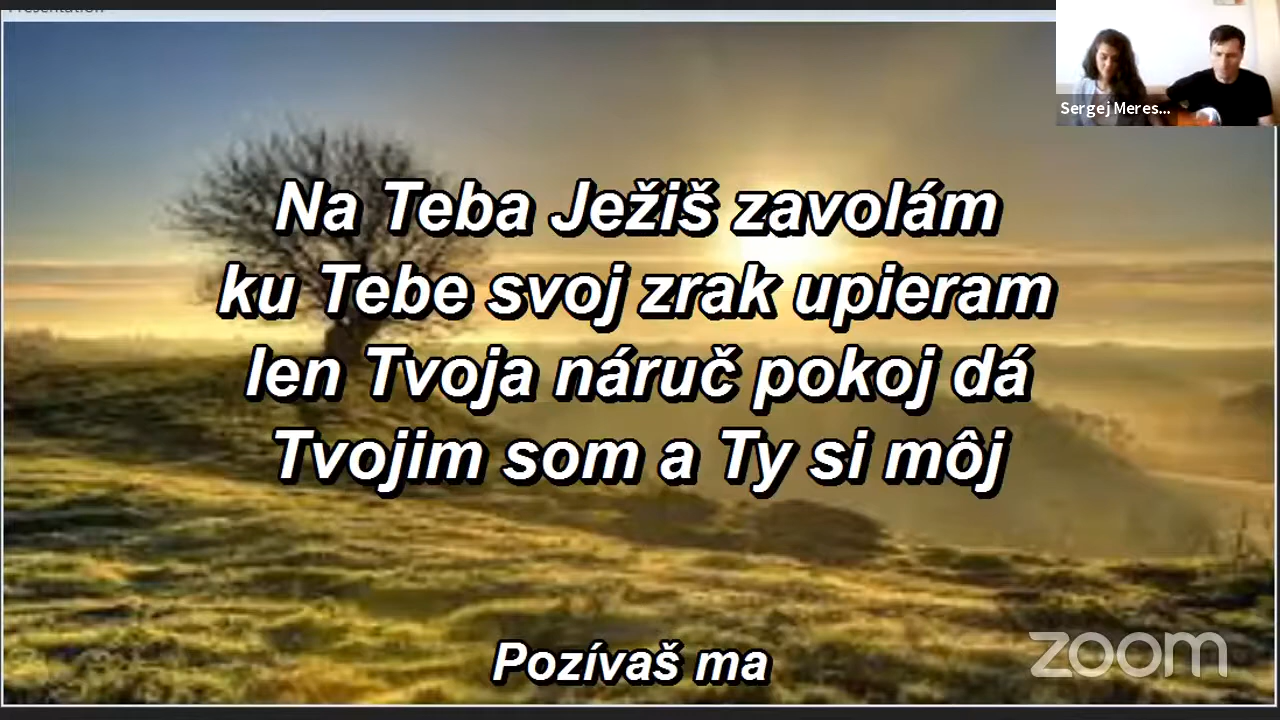 Presentation
Sergej Meres...
Na Teba Ježiš zavolám
ku Tebe svoj zrak upieram
len Tvoja náruč pokoj dá
Tvojim som a Ty si môj
Pozívaš ma
zoom